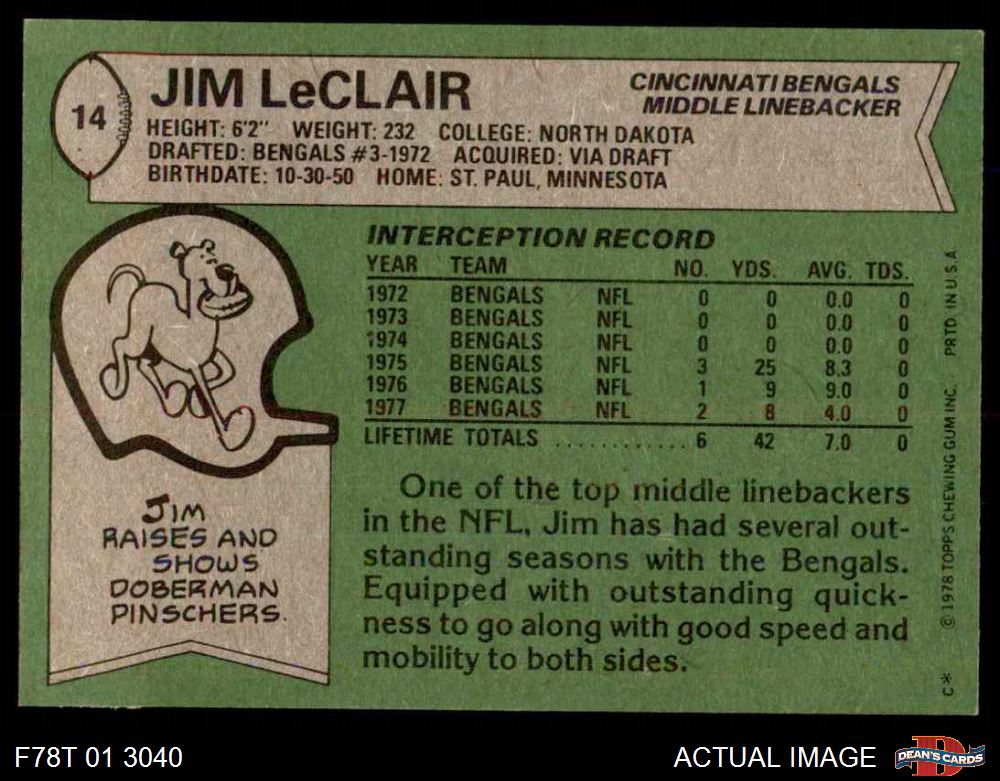 14
JIM LeCLAIR
CINCINNATI BENGALS
MIDDLE LINEBACKER
HEIGHT: 6'2" WEIGHT: 232 COLLEGE: NORTH DAKOTA
DRAFTED: BENGALS #3-1972 ACQUIRED: VIA DRAFT
BIRTHDATE: 10-30-50 HOME: ST. PAUL, MINNESOTA
INTERCEPTION RECORD
YEAR TEAM NO. YDS. AVG. TDS.
1972 BENGALS NFL 0 0 0.0 0
1973 BENGALS NFL 0 0 0.0 0
1974 BENGALS NFL 0 0 0.0 0
1975 BENGALS NFL 3 25 8.3 0
1976 BENGALS NFL 1 9 9.0 0
1977 BENGALS NFL 2 8 4.0 0
LIFETIME TOTALS ............ 6 42 7.0 0
One of the top middle linebackers
in the NFL, Jim has had several out-
standing seasons with the Bengals.
Equipped with outstanding quick-
ness to go along with good speed and
mobility to both sides.
JIM
RAISES AND
SHOWS
DOBERMAN
PINSCHERS.
C* © 1978 TOPPS CHEWING GUM INC. PRTD. IN U.S.A
F78T 01 3040
ACTUAL IMAGE
D
DEAN'S CARDS